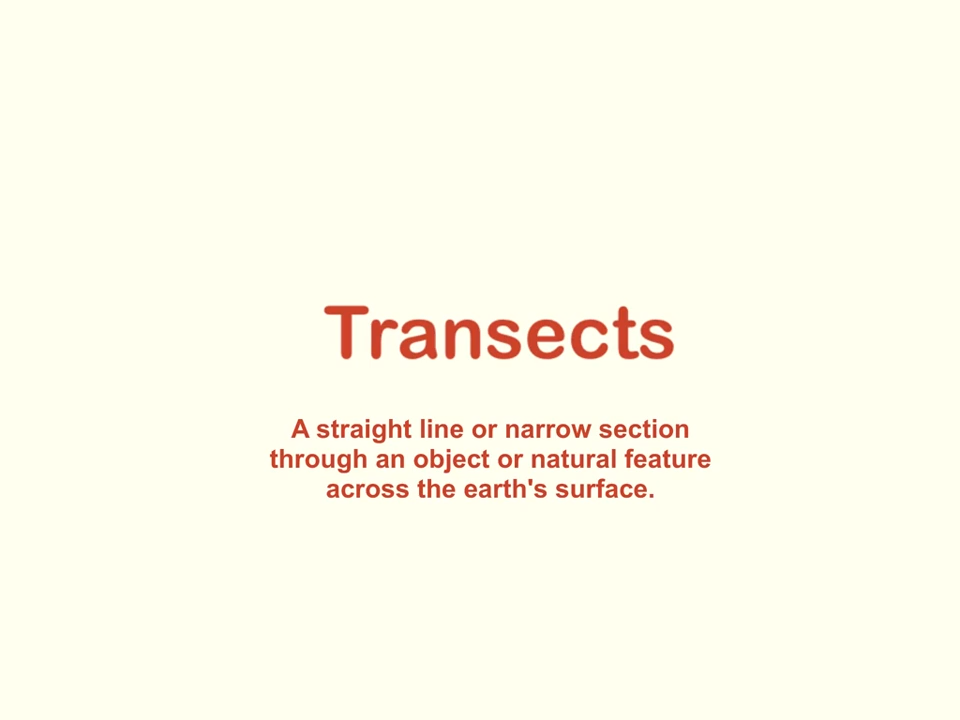 Transects
A straight line or narrow section
through an object or natural feature
across the earth's surface.